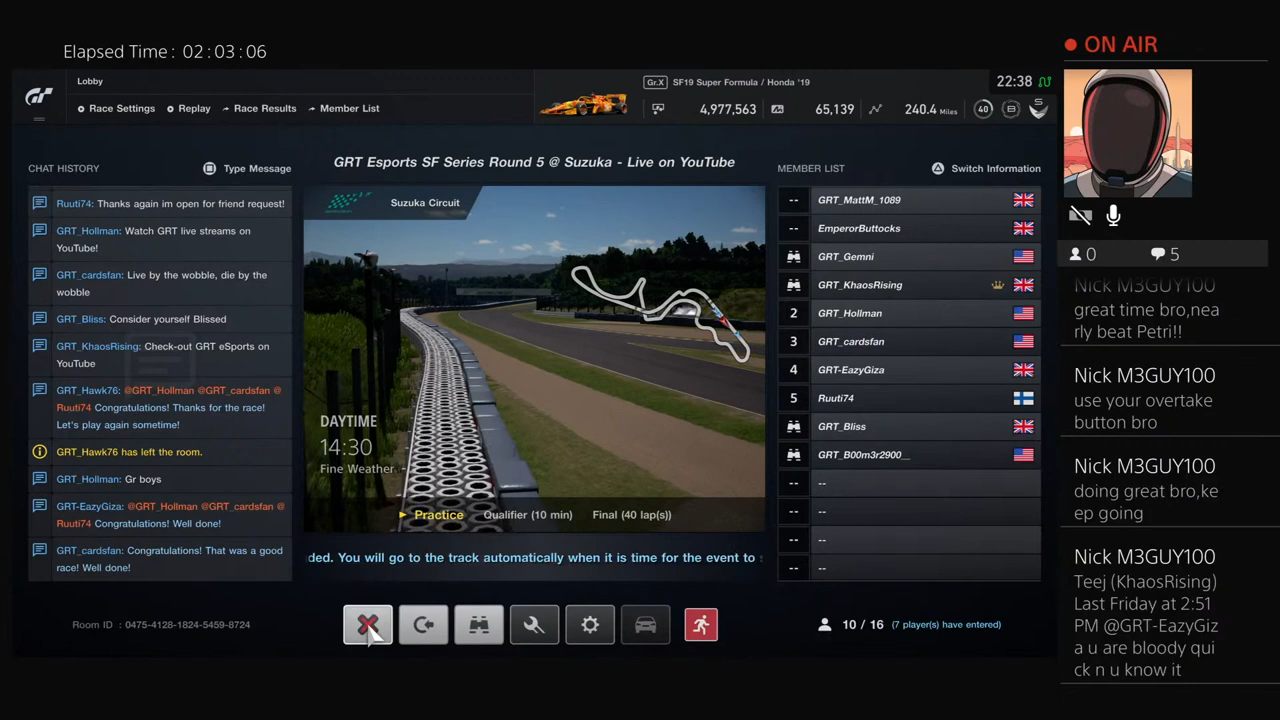 Elapsed Time : 02:03:06
ON AIR
Lobby
Race Settings
Replay
Race Results
Member List
Gr.X
SF19 Super Formula / Honda '19
22:38
4,977,563
65,139
240.4 Miles
40
B
S
CHAT HISTORY
Type Message
GRT Esports SF Series Round 5 @ Suzuka - Live on YouTube
MEMBER LIST
Switch Information
Ruuti74: Thanks again im open for friend request!
GRT_Hollman: Watch GRT live streams on
YouTube!
GRT_cardsfan: Live by the wobble, die by the
wobble
GRT_Bliss: Consider yourself Blissed
GRT_KhaosRising: Check-out GRT eSports on
YouTube
GRT_Hawk76: @GRT_Hollman @GRT_cardsfan @
Ruuti74 Congratulations! Thanks for the race!
Let's play again sometime!
GRT_Hawk76 has left the room.
GRT_Hollman: Gr boys
GRT-EazyGiza: @GRT_Hollman @GRT_cardsfan @
Ruuti74 Congratulations! Well done!
GRT_cardsfan: Congratulations! That was a good
race! Well done!
Suzuka Circuit
DAYTIME
14:30
Fine Weather
Practice
Qualifier (10 min)
Final (40 lap(s))
ded. You will go to the track automatically when it is time for the event to s
-- GRT_MattM_1089
-- EmperorButtocks
GRT_Gemni
GRT_KhaosRising
2 GRT_Hollman
3 GRT_cardsfan
4 GRT-EazyGiza
5 Ruuti74
GRT_Bliss
GRT_B00m3r2900__
-- --
-- --
-- --
-- --
Room ID : 0475-4128-1824-5459-8724
10 / 16 (7 player(s) have entered)
0
5
Nick M3GUY100
great time bro,nea
rly beat Petri!!
Nick M3GUY100
use your overtake
button bro
Nick M3GUY100
doing great bro,ke
ep going
Nick M3GUY100
Teej (KhaosRising)
Last Friday at 2:51
PM @GRT-EazyGiz
a u are bloody qui
ck n u know it